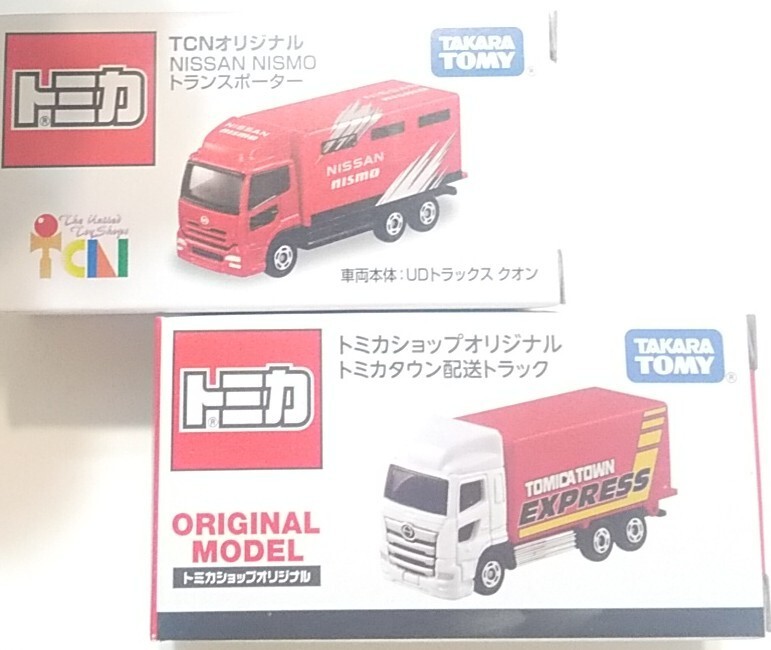 トミカ
®
TCNオリジナル
NISSAN NISMO
トランスポーター
TAKARA
TOMY
®
NISSAN
nismo
NISSAN
nismo
The United
Toy Shops
TCN
車両本体:UDトラックス クオン
トミカ
®
トミカショップオリジナル
トミカタウン配送トラック
TAKARA
TOMY
®
TOMICA TOWN
EXPRESS
ORIGINAL
MODEL
トミカショップオリジナル